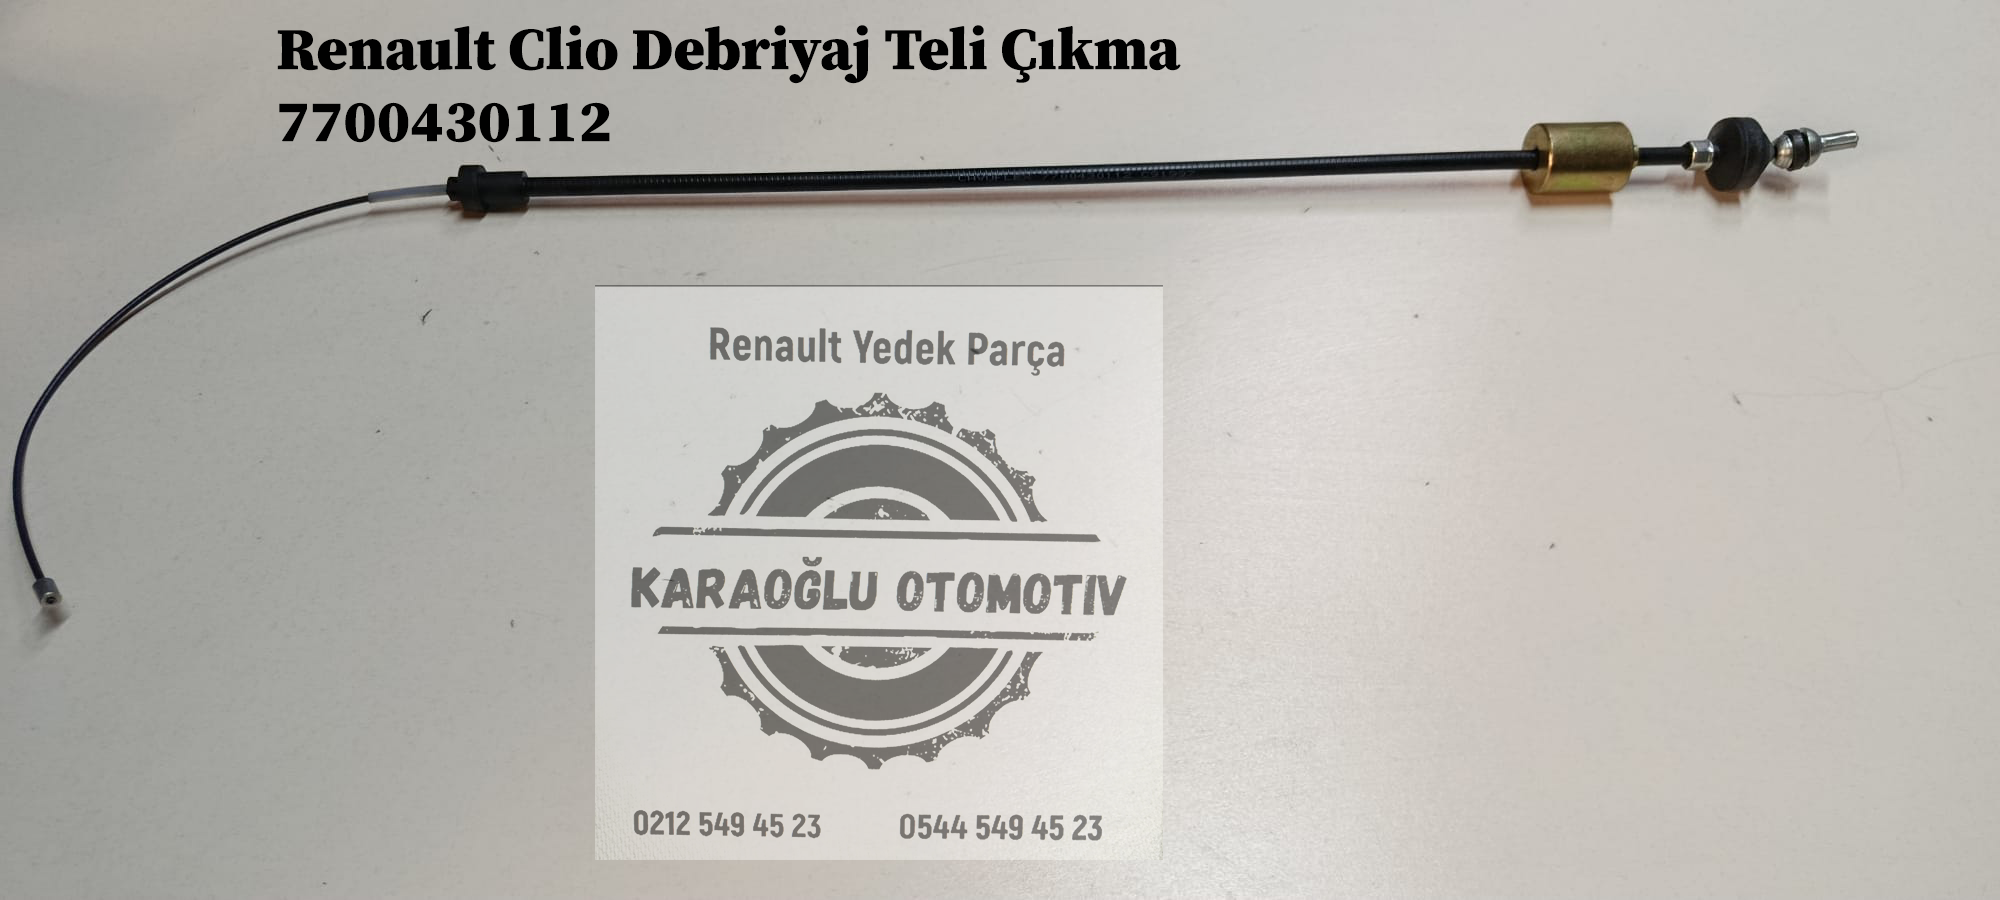 Renault Clio Debriyaj Teli Çıkma
7700430112
Renault Yedek Parça
KARAOĞLU OTOMOTIV
0212 549 45 23 0544 549 45 23